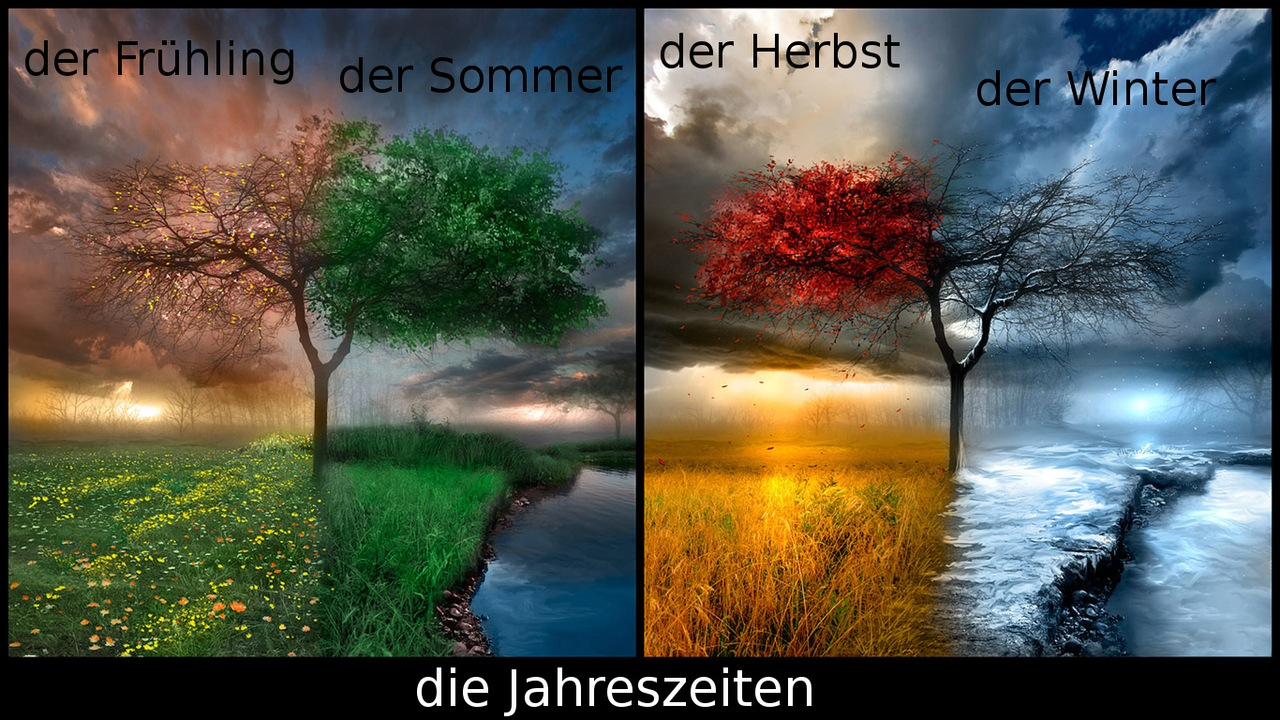 der Frühling
der Sommer
der Herbst
der Winter
die Jahreszeiten